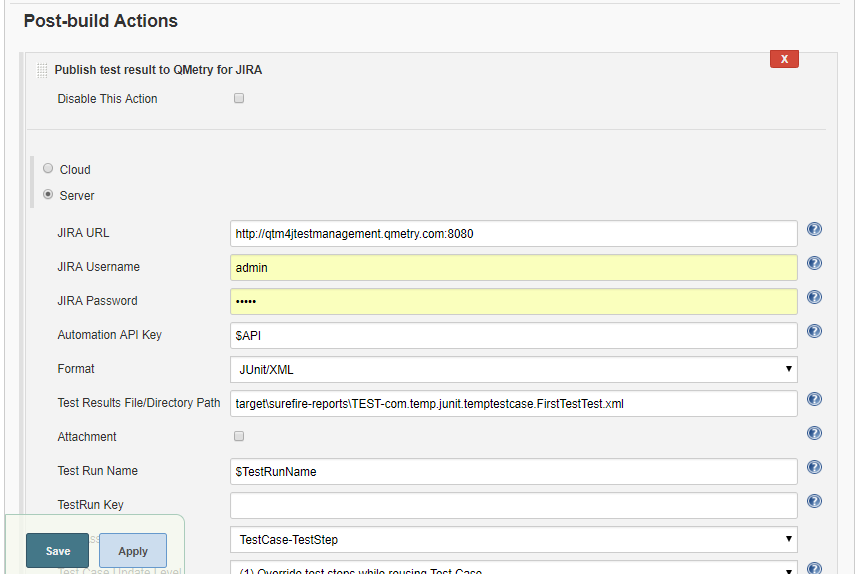 Post-build Actions
X
Publish test result to QMetry for JIRA
Disable This Action
Cloud
Server
JIRA URL http://qtm4jtestmanagement.qmetry.com:8080
JIRA Username admin
JIRA Password •••••
Automation API Key $API
Format JUnit/XML
Test Results File/Directory Path target\surefire-reports\TEST-com.temp.junit.temptestcase.FirstTestTest.xml
Attachment
Test Run Name $TestRunName
TestRun Key
TestCase-TestStep
Save Apply
Test Case Update Level (1) Override test steps while reusing Test Case